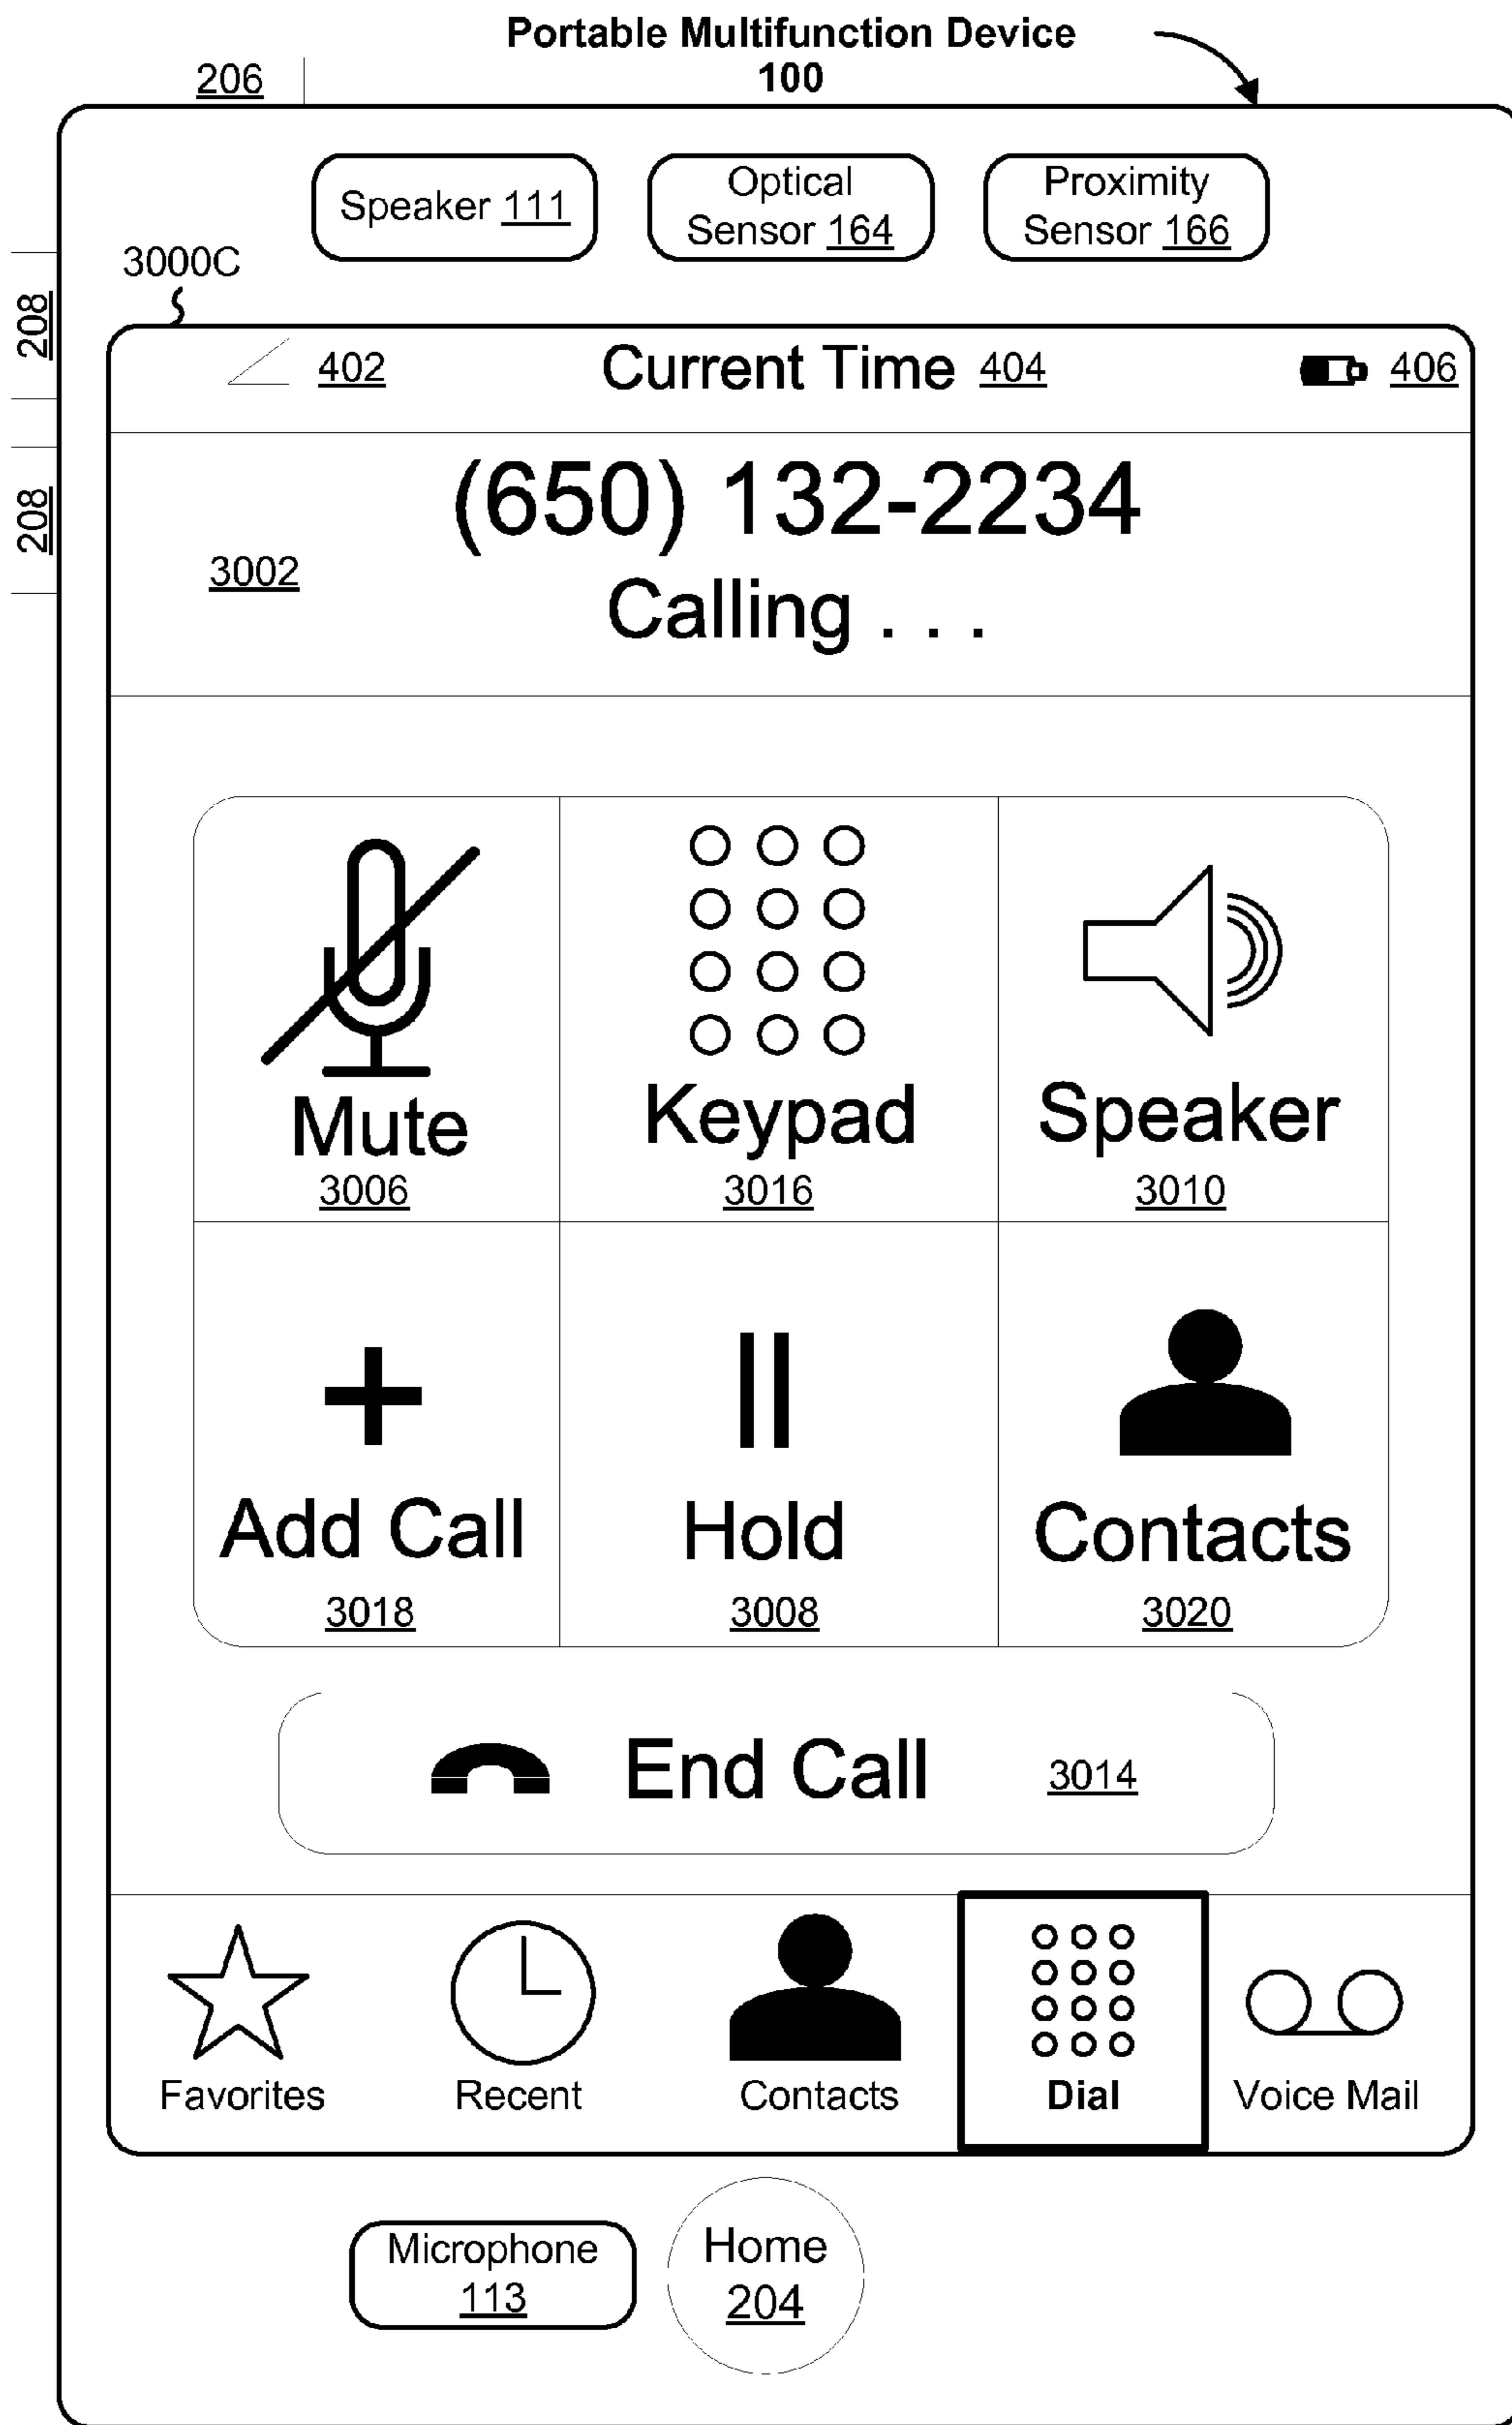 Portable Multifunction Device
100
206
Speaker 111
Optical
Sensor 164
Proximity
Sensor 166
3000C
208
208
402
Current Time 404
406
(650) 132-2234
3002
Calling . . .
Mute
3006
Keypad
3016
Speaker
3010
Add Call
3018
Hold
3008
Contacts
3020
End Call
3014
Favorites
Recent
Contacts
Dial
Voice Mail
Microphone
113
Home
204